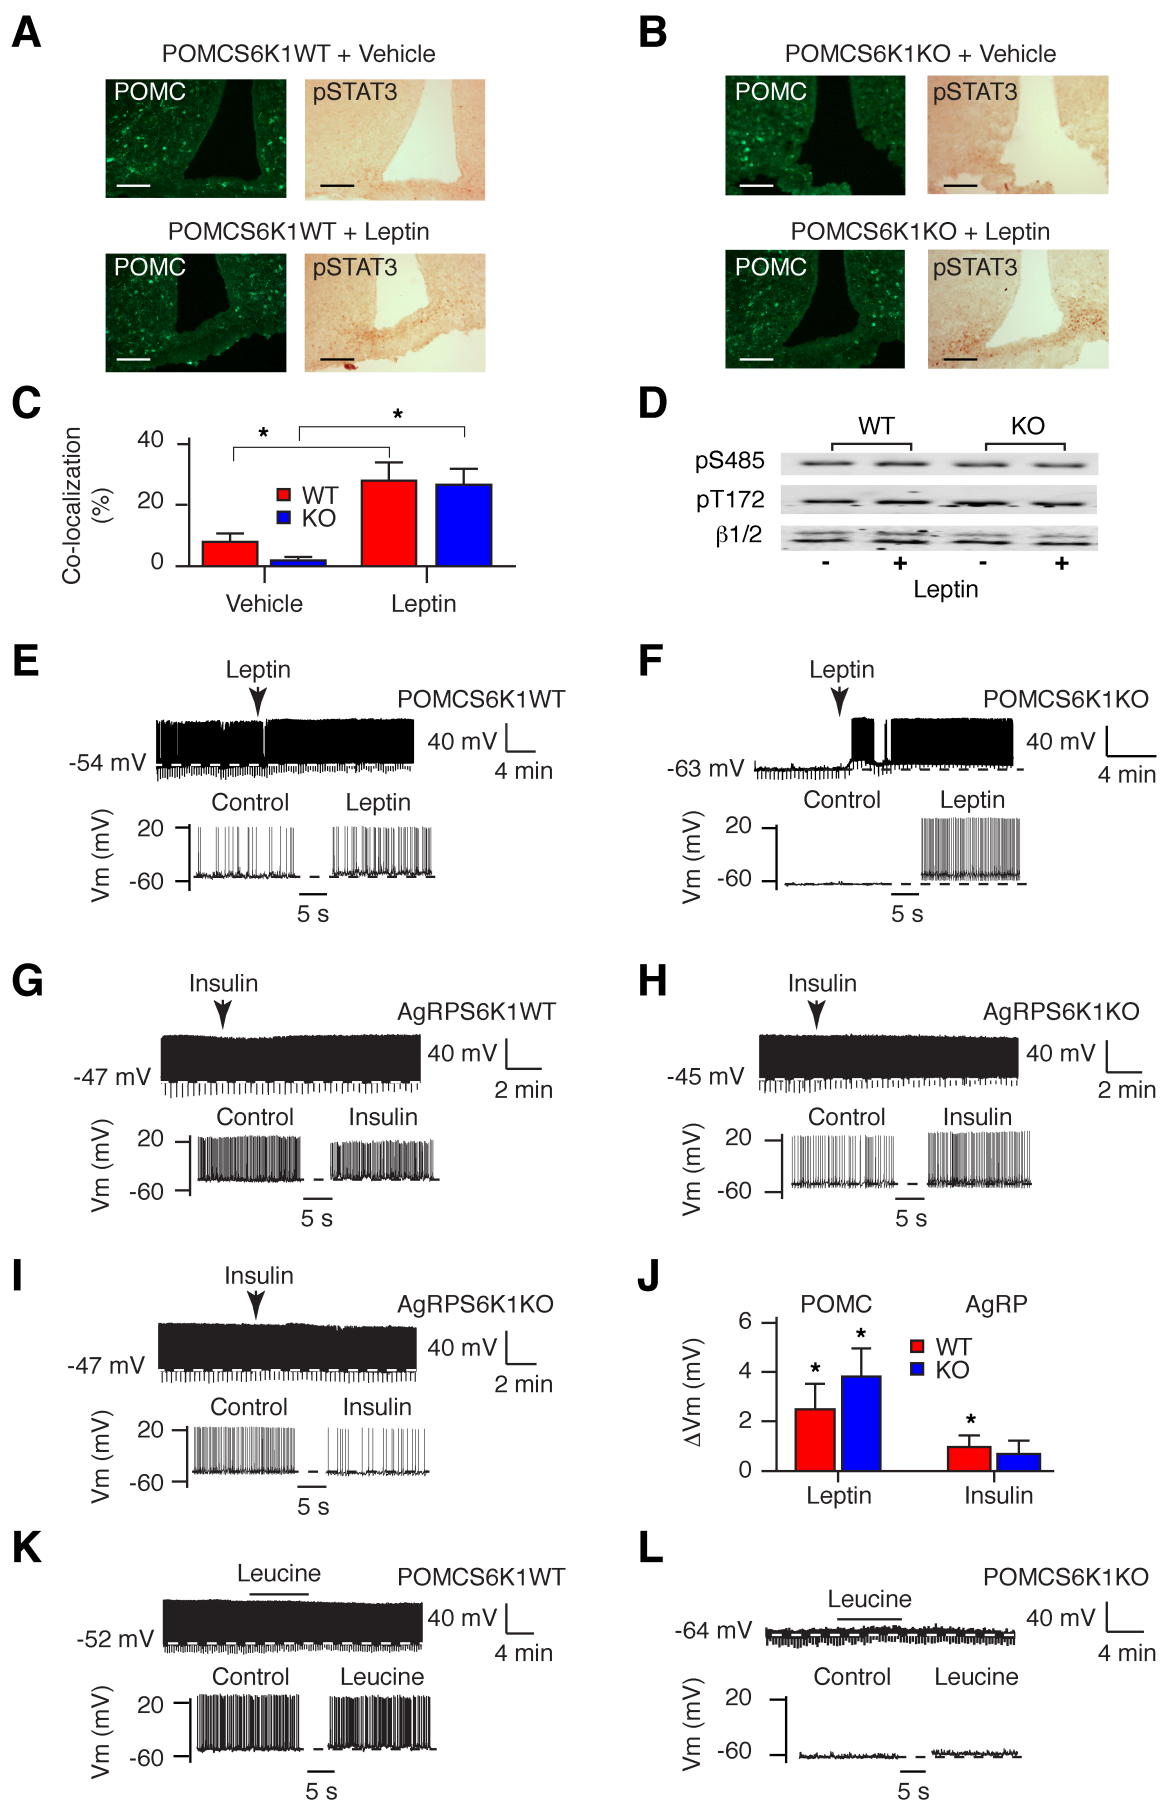 A
POMCS6K1WT + Vehicle
POMC
pSTAT3
POMCS6K1WT + Leptin
POMC
pSTAT3
B
POMCS6K1KO + Vehicle
POMC
pSTAT3
POMCS6K1KO + Leptin
POMC
pSTAT3
C
Co-localization
(%)
40
20
0
*
*
WT
KO
Vehicle
Leptin
D
WT
KO
pS485
pT172
β1/2
- + - +
Leptin
E
Leptin
POMCS6K1WT
-54 mV
40 mV
4 min
Control
Leptin
Vm (mV)
20
-60
5 s
F
Leptin
POMCS6K1KO
-63 mV
40 mV
4 min
Control
Leptin
Vm (mV)
20
-60
5 s
G
Insulin
AgRPS6K1WT
-47 mV
40 mV
2 min
Control
Insulin
Vm (mV)
20
-60
5 s
H
Insulin
AgRPS6K1KO
-45 mV
40 mV
2 min
Control
Insulin
Vm (mV)
20
-60
5 s
I
Insulin
AgRPS6K1KO
-47 mV
40 mV
2 min
Control
Insulin
Vm (mV)
20
-60
5 s
J
POMC
AgRP
ΔVm (mV)
6
4
2
0
*
*
*
WT
KO
Leptin
Insulin
K
Leucine
POMCS6K1WT
-52 mV
40 mV
4 min
Control
Leucine
Vm (mV)
20
-60
5 s
L
Leucine
POMCS6K1KO
-64 mV
40 mV
4 min
Control
Leucine
Vm (mV)
20
-60
5 s